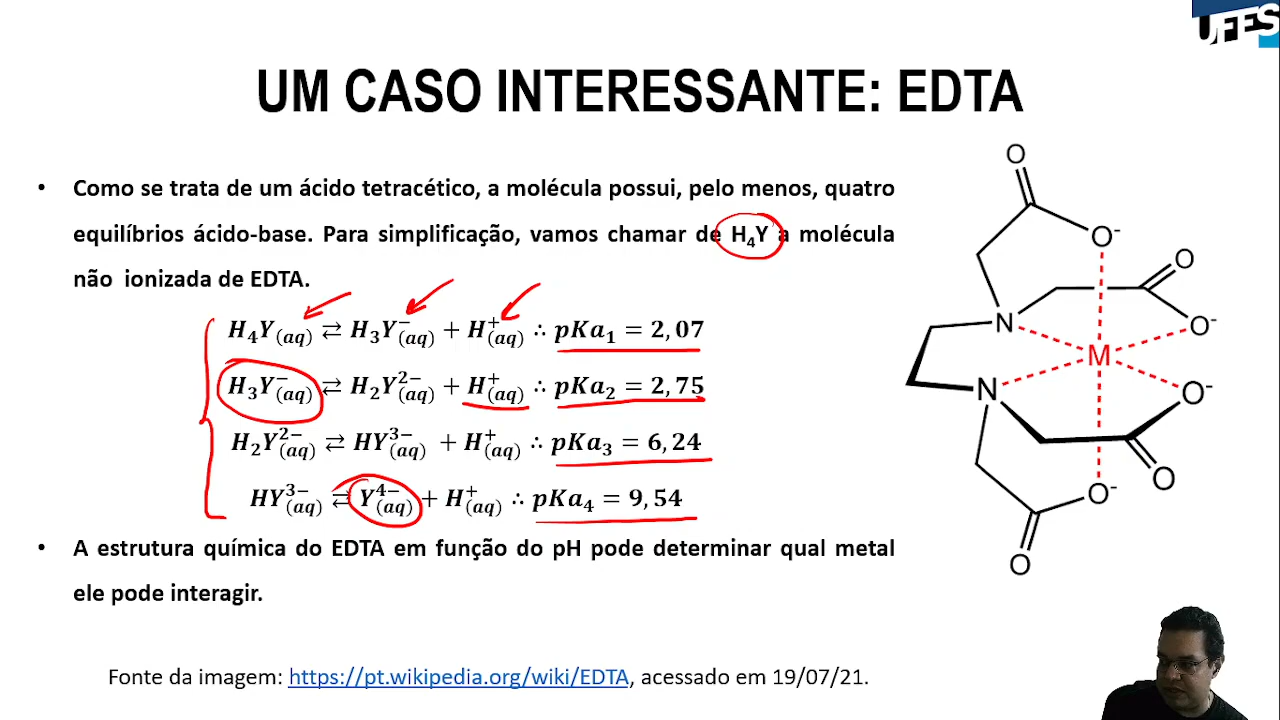 UFES
UM CASO INTERESSANTE: EDTA
• Como se trata de um ácido tetracético, a molécula possui, pelo menos, quatro
equilíbrios ácido-base. Para simplificação, vamos chamar de H₄Y a molécula
não ionizada de EDTA.
H₄Y(aq) ⇄ H₃Y⁻(aq) + H⁺(aq) ∴ pKa₁ = 2,07
H₃Y⁻(aq) ⇄ H₂Y²⁻(aq) + H⁺(aq) ∴ pKa₂ = 2,75
H₂Y²⁻(aq) ⇄ HY³⁻(aq) + H⁺(aq) ∴ pKa₃ = 6,24
HY³⁻(aq) ⇄ Y⁴⁻(aq) + H⁺(aq) ∴ pKa₄ = 9,54
• A estrutura química do EDTA em função do pH pode determinar qual metal
ele pode interagir.
O
O⁻
O
N
O⁻
M
N
O⁻
O
O⁻
O
Fonte da imagem: https://pt.wikipedia.org/wiki/EDTA, acessado em 19/07/21.